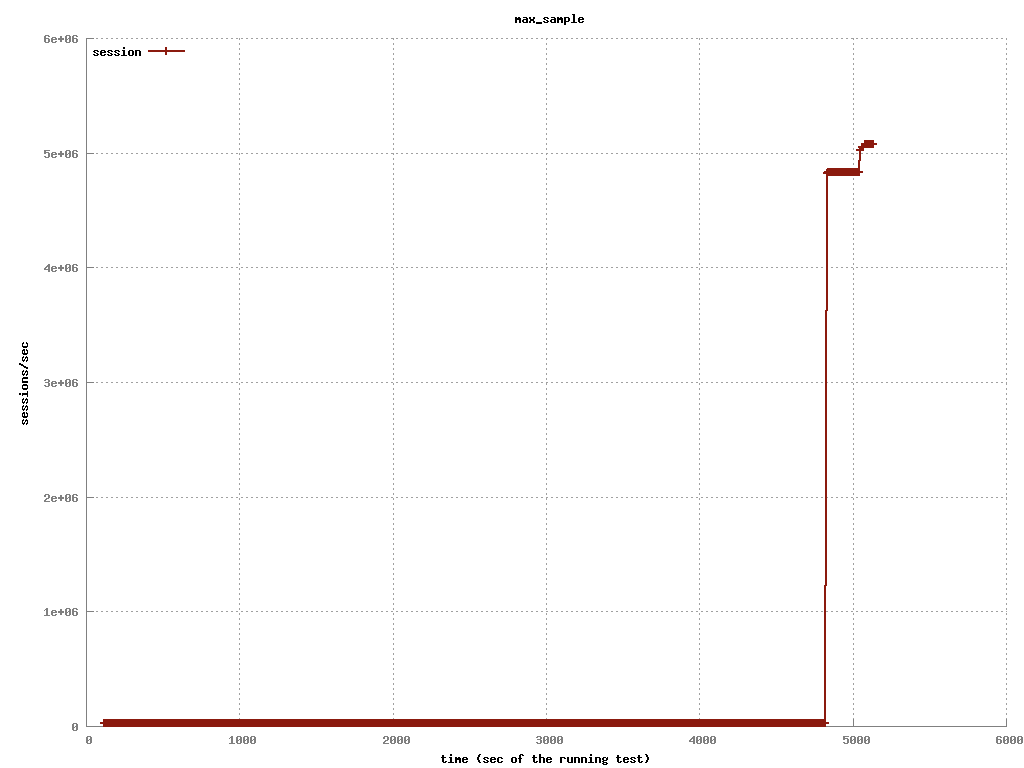 max_sample
6e+06
session
5e+06
4e+06
3e+06
sessions/sec
2e+06
1e+06
0
0 1000 2000 3000 4000 5000 6000
time (sec of the running test)